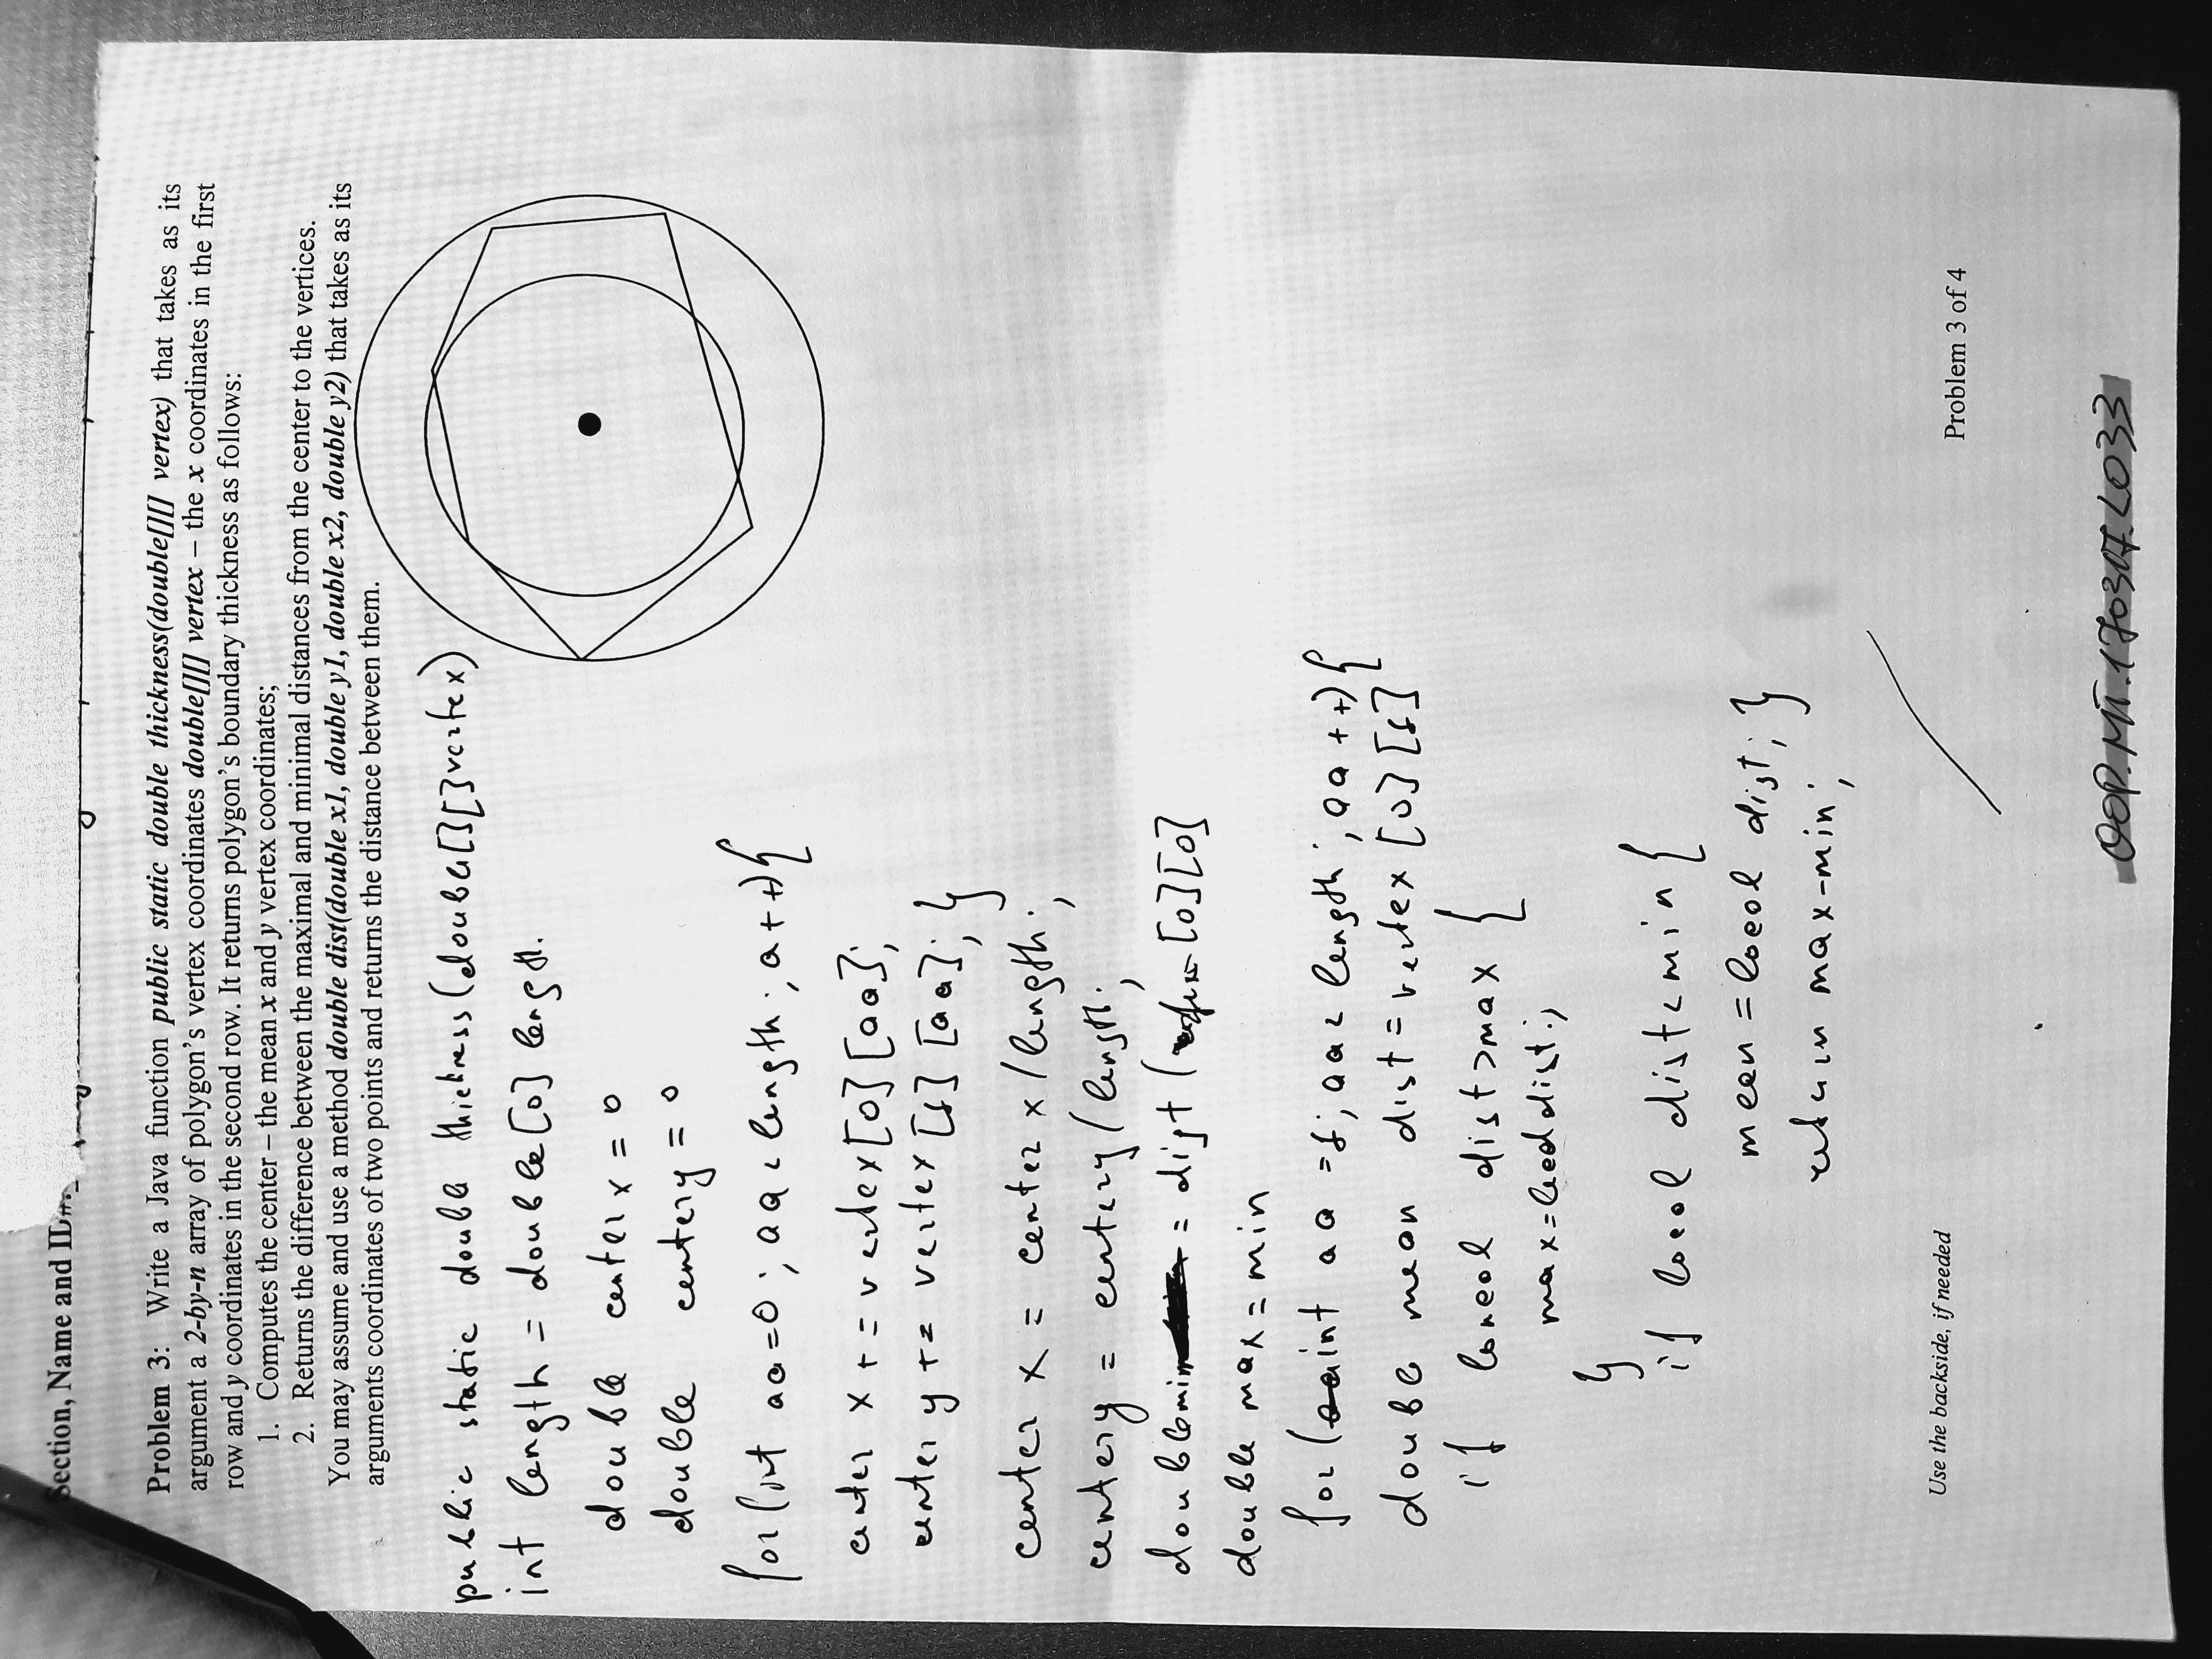 Section, Name and ID#:
Problem 3: Write a Java function public static double thickness(double[][] vertex) that takes as its
argument a 2-by-n array of polygon's vertex coordinates double[][] vertex – the x coordinates in the first
row and y coordinates in the second row. It returns polygon's boundary thickness as follows:
1. Computes the center – the mean x and y vertex coordinates;
2. Returns the difference between the maximal and minimal distances from the center to the vertices.
You may assume and use a method double dist(double x1, double y1, double x2, double y2) that takes as its
arguments coordinates of two points and returns the distance between them.
public static double thickness (double[][] vertex)
int length = double [0] length.
double center x = 0
double centery = 0
for (int aa=0 ; aa < length ; a++) {
center x += vertex [0] [aa];
center y += vertex [1] [aa]; }
center x = center x / length ;
centery = centery / length;
double min = dist ( [0][0]
double max = min
for (int aa = 1; aa < length ; aa ++) {
double mean dist = vertex [0] [1]
if dist > max {
max = dist ;
}
if local dist < min {
mean = local dist; }
return max - min ;
Use the backside, if needed
Problem 3 of 4
OOP.MT.170317.L033